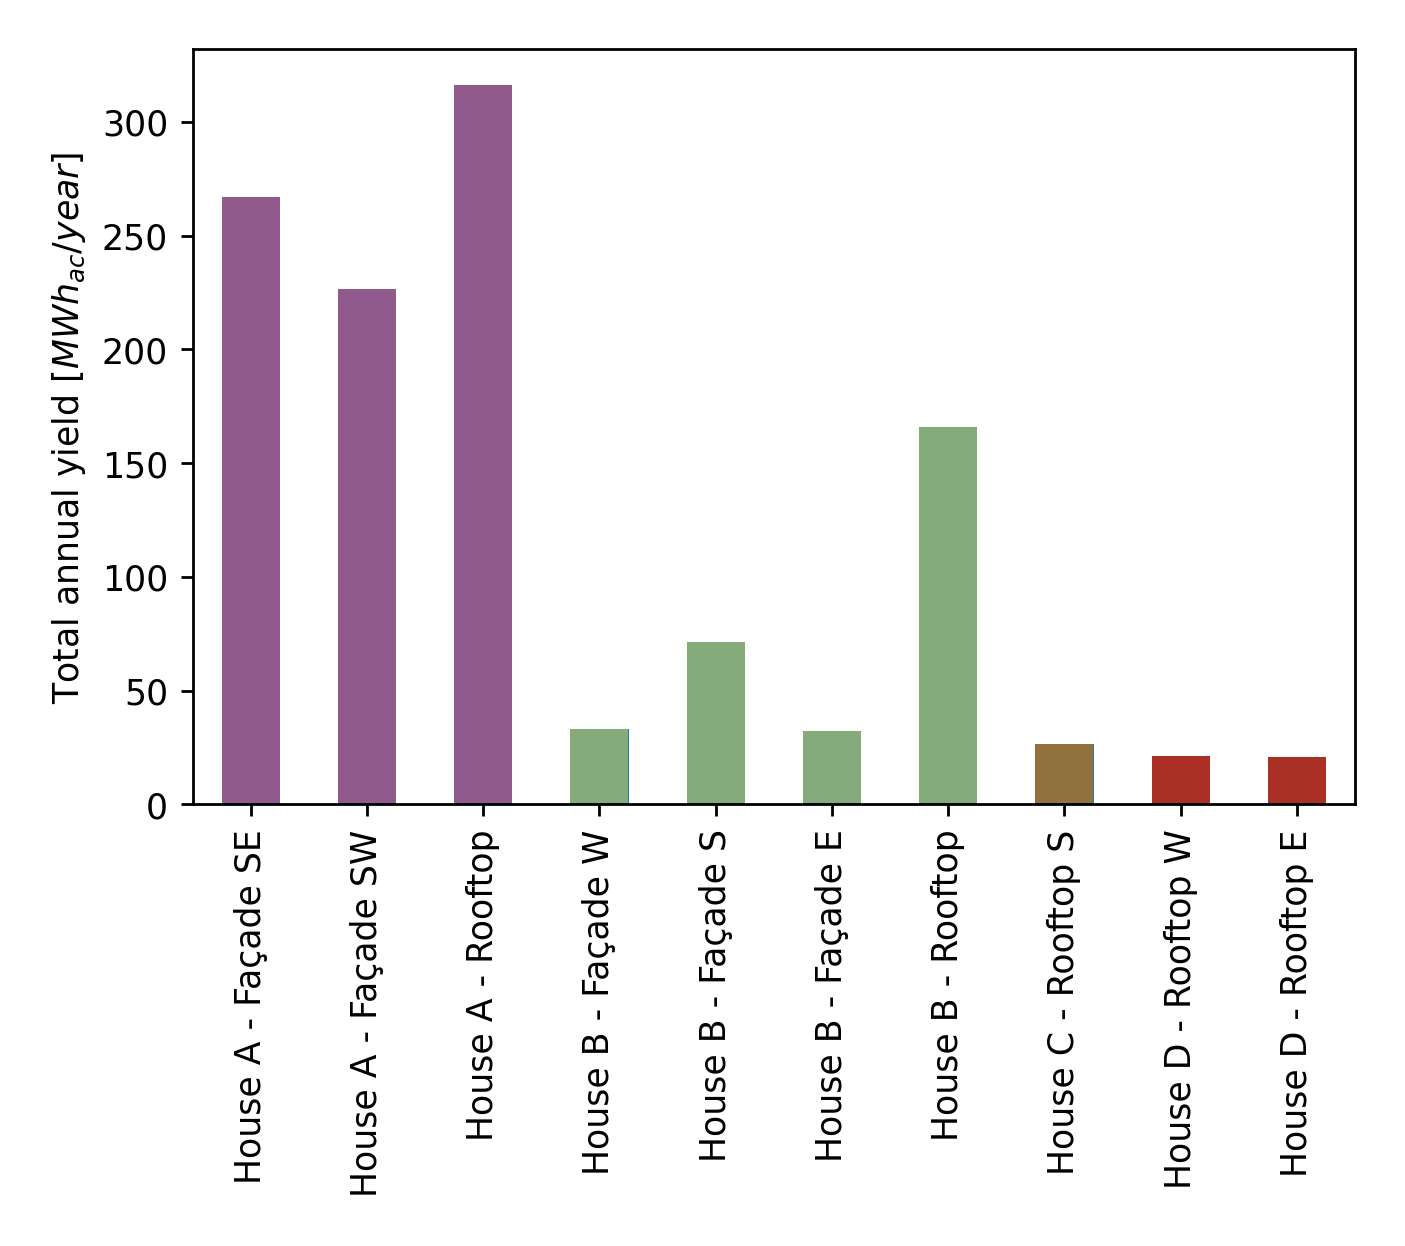 Total annual yield [MWh_ac/year]
300
250
200
150
100
50
0
House A - Façade SE
House A - Façade SW
House A - Rooftop
House B - Façade W
House B - Façade S
House B - Façade E
House B - Rooftop
House C - Rooftop S
House D - Rooftop W
House D - Rooftop E